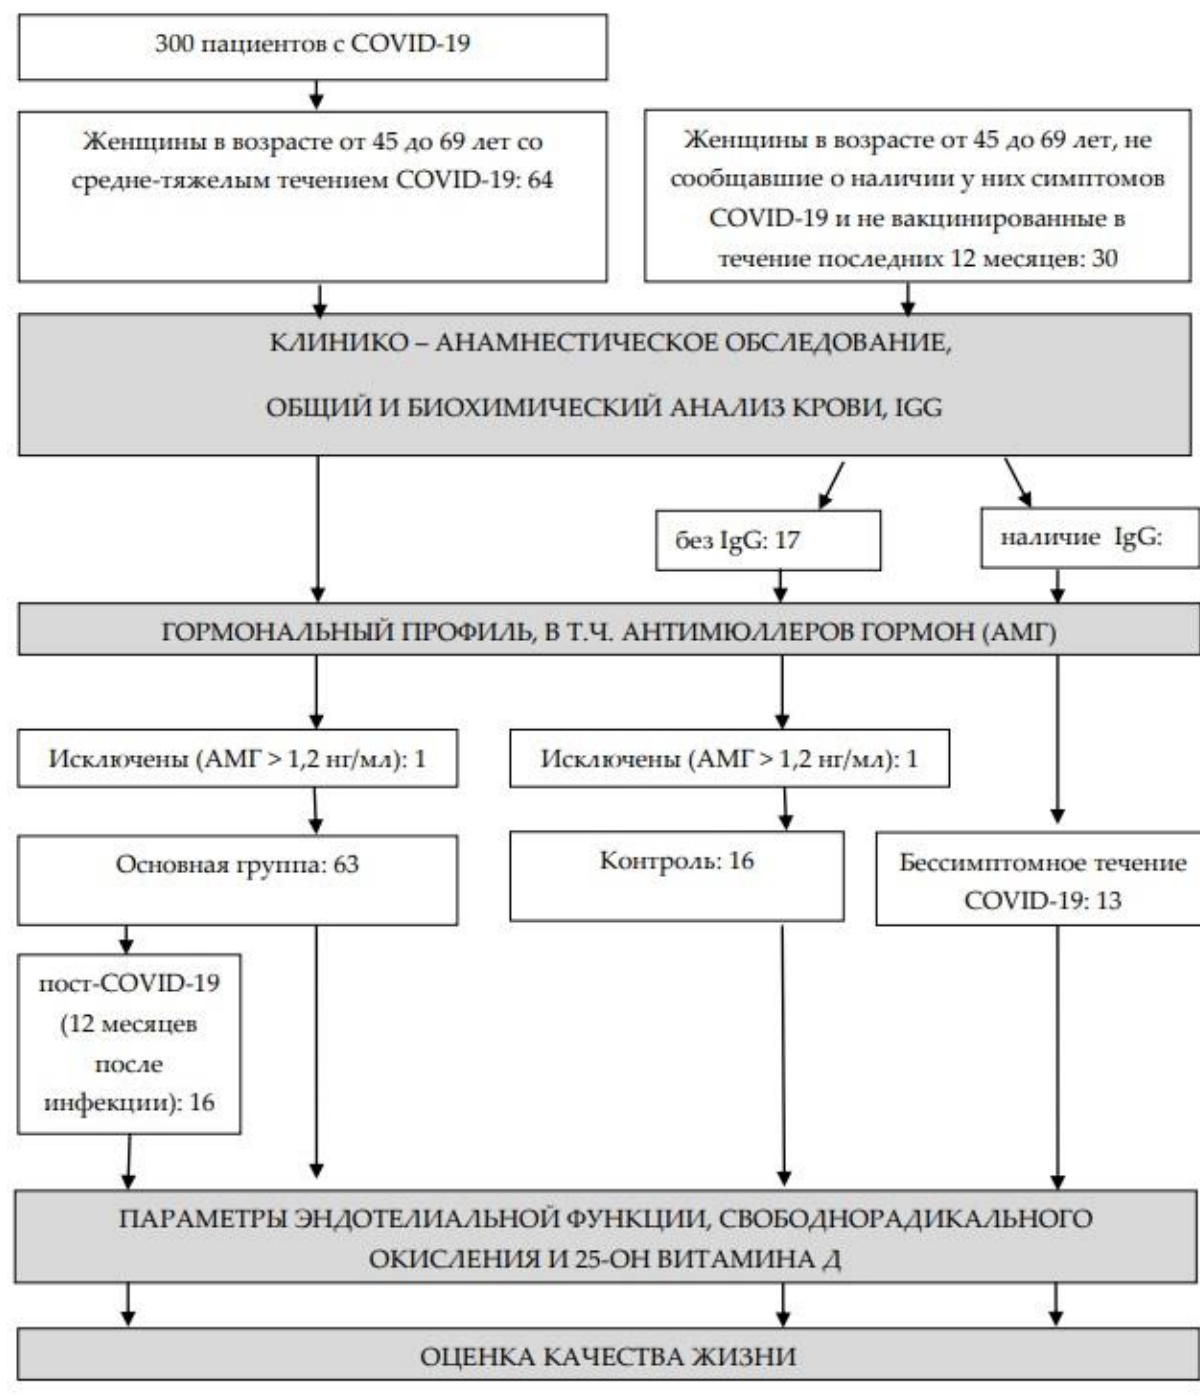 300 пациентов с COVID-19
Женщины в возрасте от 45 до 69 лет со
средне-тяжелым течением COVID-19: 64
Женщины в возрасте от 45 до 69 лет, не
сообщавшие о наличии у них симптомов
COVID-19 и не вакцинированные в
течение последних 12 месяцев: 30
КЛИНИКО – АНАМНЕСТИЧЕСКОЕ ОБСЛЕДОВАНИЕ,
ОБЩИЙ И БИОХИМИЧЕСКИЙ АНАЛИЗ КРОВИ, IGG
без IgG: 17
наличие IgG:
ГОРМОНАЛЬНЫЙ ПРОФИЛЬ, В Т.Ч. АНТИМЮЛЛЕРОВ ГОРМОН (АМГ)
Исключены (АМГ > 1,2 нг/мл): 1
Исключены (АМГ > 1,2 нг/мл): 1
Основная группа: 63
Контроль: 16
Бессимптомное течение
COVID-19: 13
пост-COVID-19
(12 месяцев
после
инфекции): 16
ПАРАМЕТРЫ ЭНДОТЕЛИАЛЬНОЙ ФУНКЦИИ, СВОБОДНОРАДИКАЛЬНОГО
ОКИСЛЕНИЯ И 25-ОН ВИТАМИНА Д
ОЦЕНКА КАЧЕСТВА ЖИЗНИ